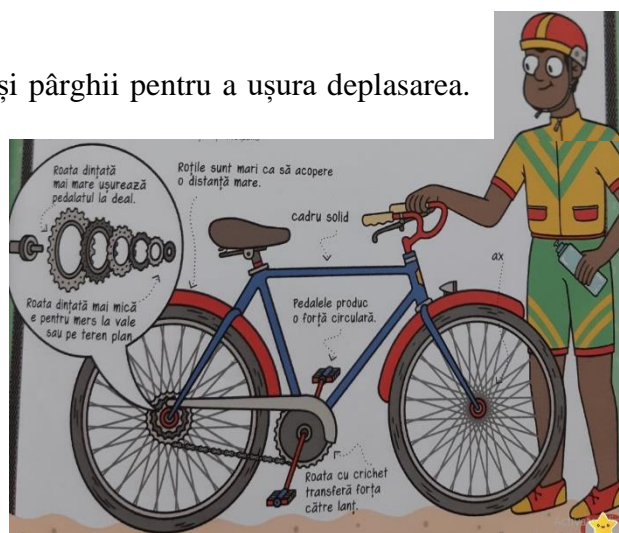 și pârghii pentru a ușura deplasarea.
Roata dințată
mai mare ușurează
pedalatul la deal.
Roțile sunt mari ca să acopere
o distanță mare.
cadru solid
ax
Roata dințată mai mică
e pentru mers la vale
sau pe teren plan
Pedalele produc
o forță circulară.
Roata cu crichet
transferă forța
către lanț.